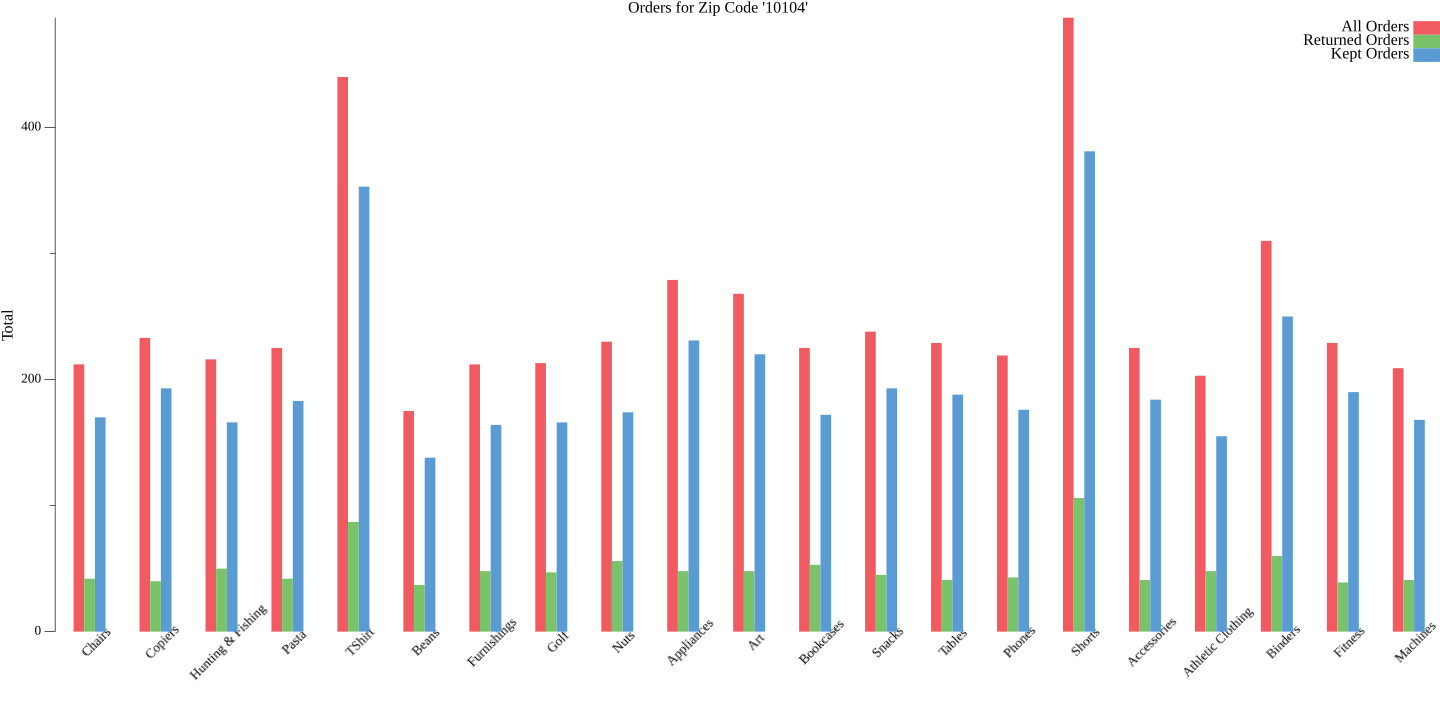 Orders for Zip Code '10104'
All Orders
Returned Orders
Kept Orders
Total
400
200
0
Chairs
Copiers
Hunting & Fishing
Pasta
TShirt
Beans
Furnishings
Golf
Nuts
Appliances
Art
Bookcases
Snacks
Tables
Phones
Shorts
Accessories
Athletic Clothing
Binders
Fitness
Machines